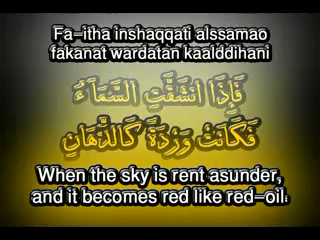 Fa-itha inshaqqati alssamao
fakanat wardatan kaalddihani
فَإِذَا انْشَقَّتِ السَّمَاءُ
فَكَانَتْ وَرْدَةً كَالدِّهَانِ
When the sky is rent asunder,
and it becomes red like red-oil: